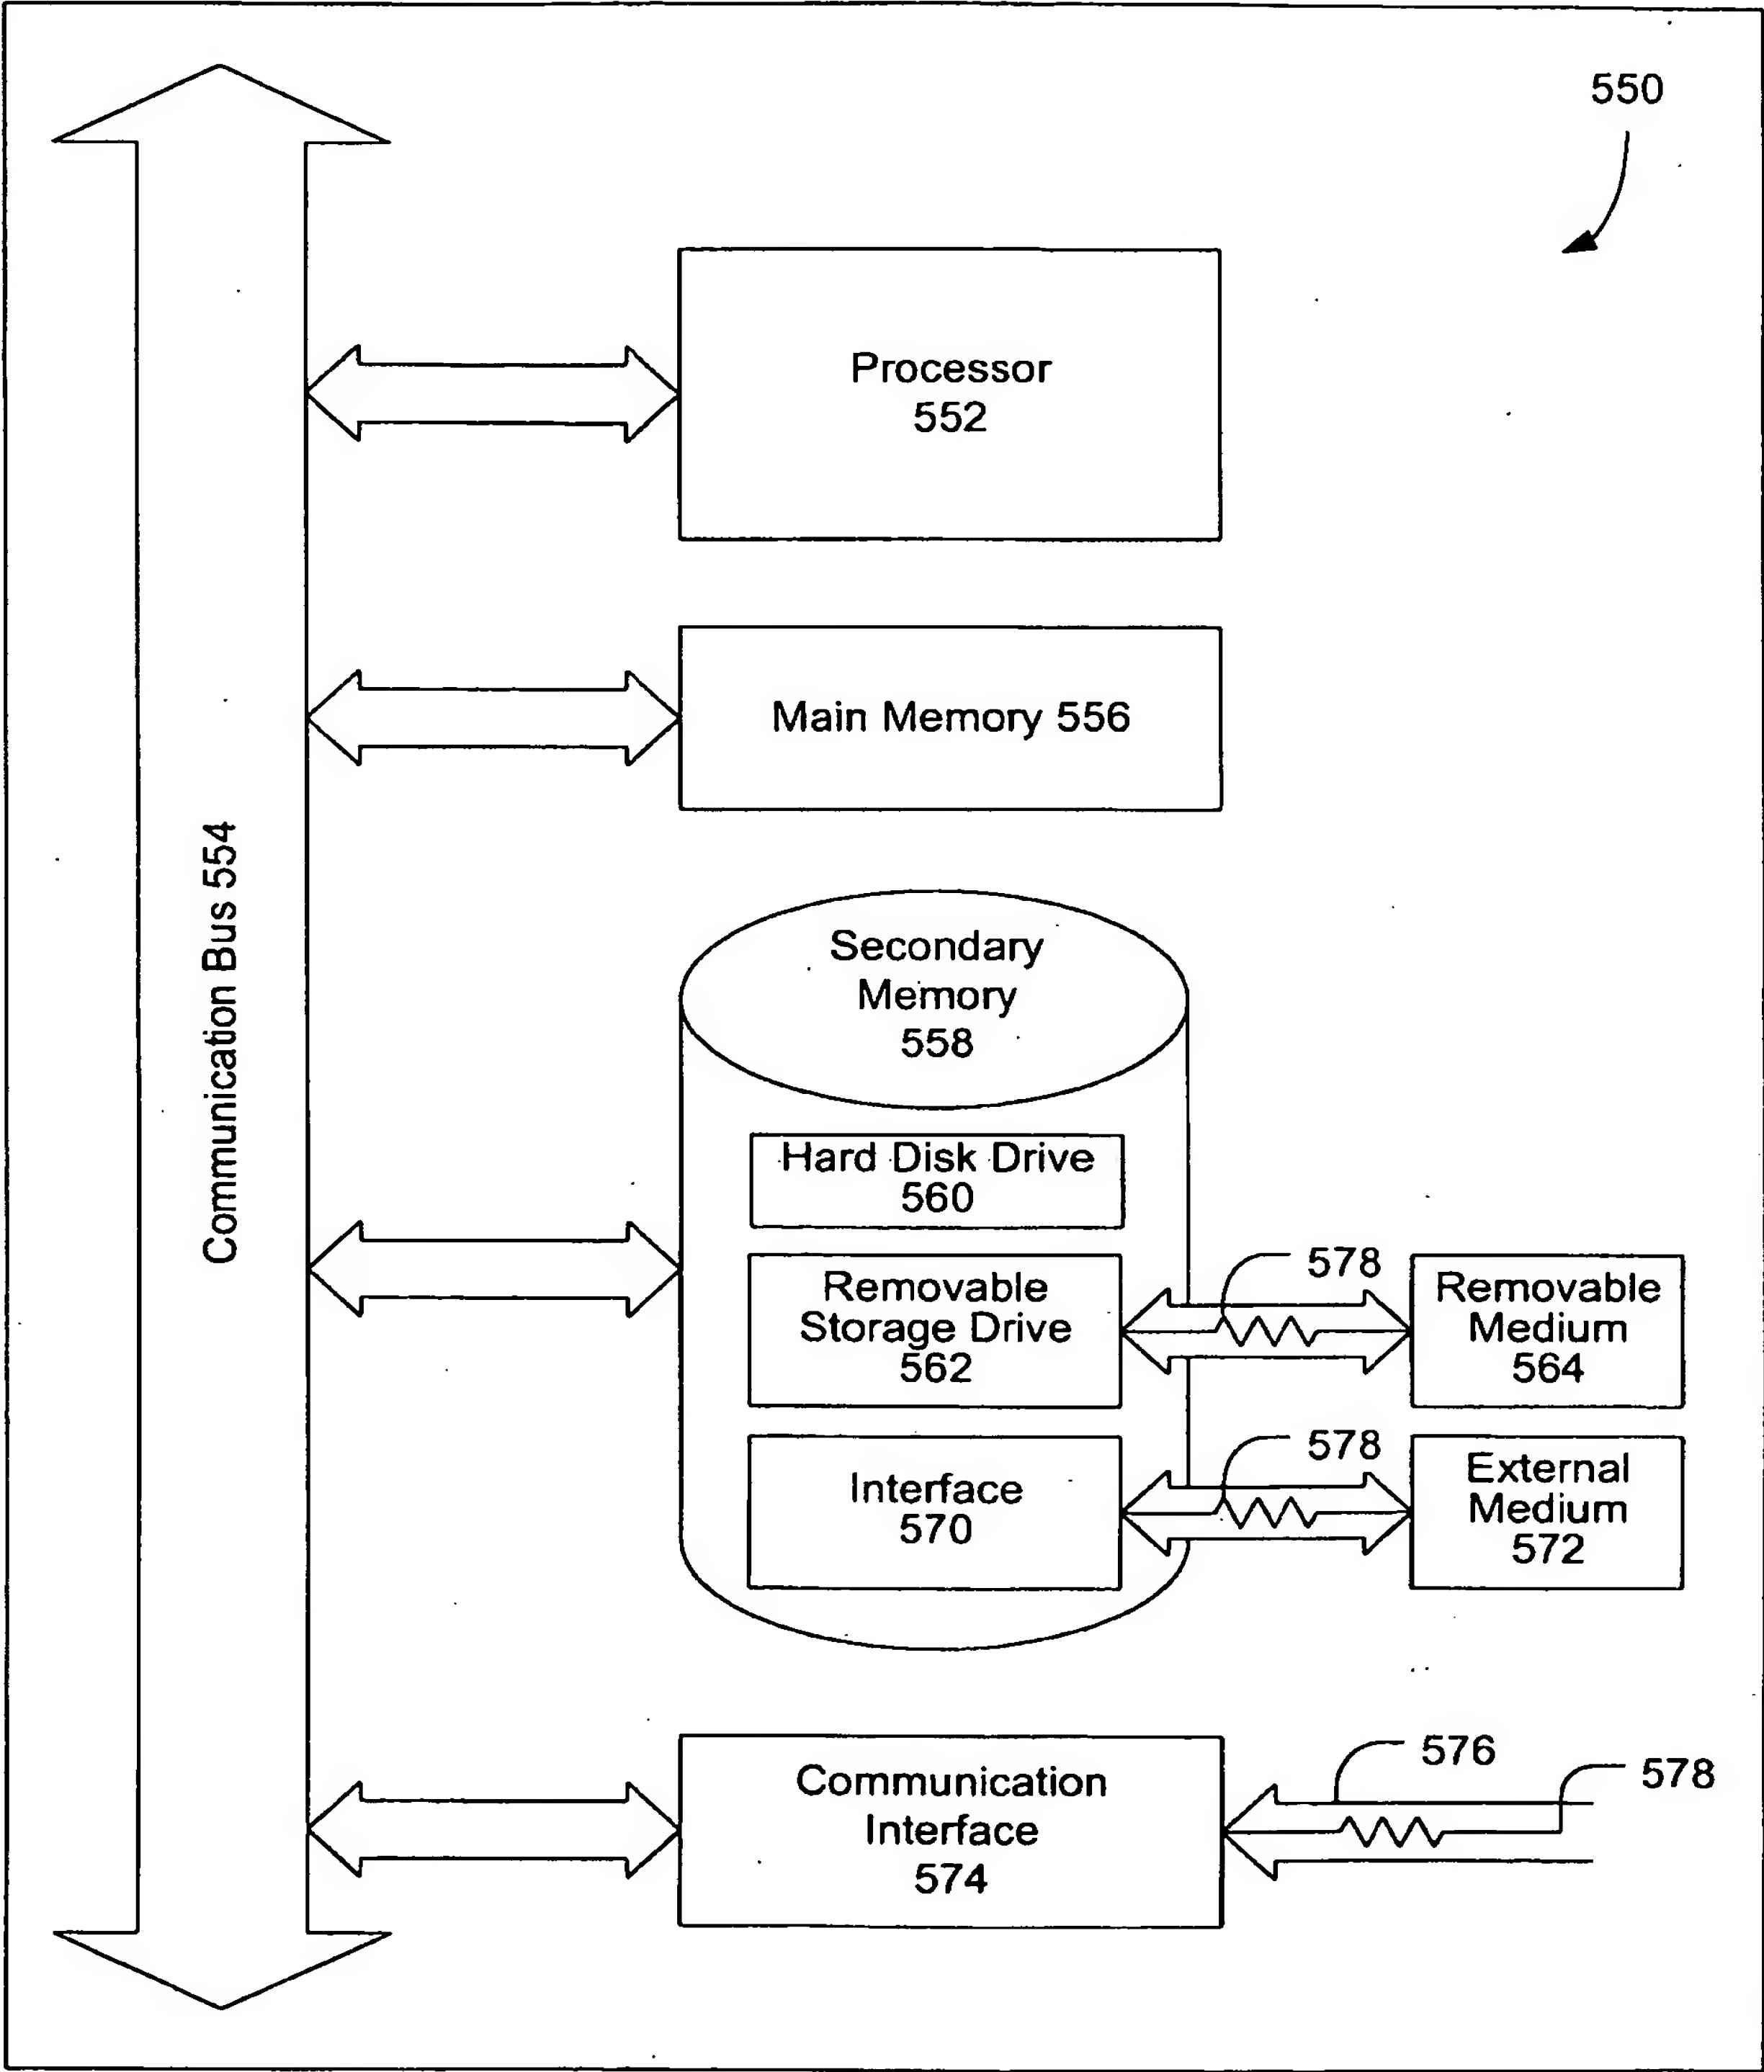 550
Processor
552
Main Memory 556
Communication Bus 554
Secondary
Memory
558
Hard Disk Drive
560
Removable
Storage Drive
562
578
Removable
Medium
564
Interface
570
578
External
Medium
572
Communication
Interface
574
576
578